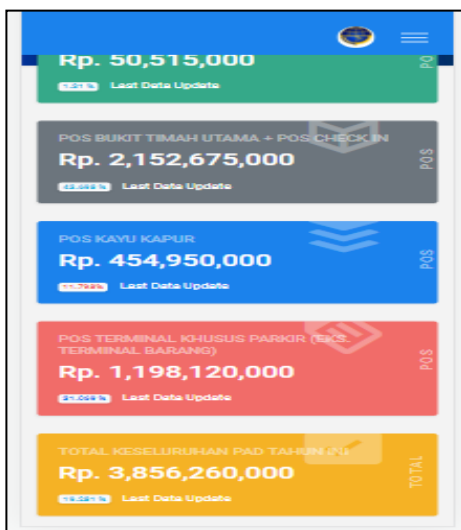 Rp. 50,515,000
Last Data Update
PO
POS BUKIT TIMAH UTAMA + POS CHECK IN
Rp. 2,152,675,000
Last Data Update
POS
POS KAYU KAPUR
Rp. 454,950,000
Last Data Update
POS
POS TERMINAL KHUSUS PARKIR (EKS.
TERMINAL BARANG)
Rp. 1,198,120,000
Last Data Update
POS
TOTAL KESELURUHAN PAD TAHUN INI
Rp. 3,856,260,000
Last Data Update
TOTAL